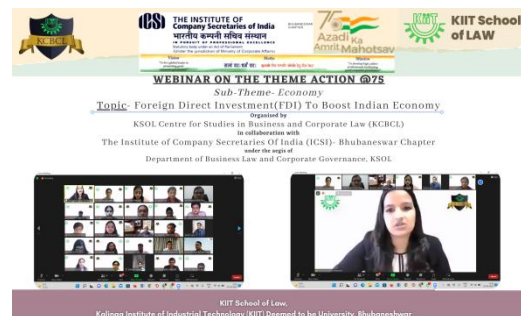 KCBCL
ICSI
THE INSTITUTE OF
Company Secretaries of India
भारतीय कम्पनी सचिव संस्थान
IN PURSUIT OF PROFESSIONAL EXCELLENCE
Statutory body under an Act of Parliament
(Under the jurisdiction of Ministry of Corporate Affairs)
Vision
Motto
Mission
सत्यं वद। धर्मं चर।
75
Azadi Ka
Amrit Mahotsav
KIIT School
of LAW
WEBINAR ON THE THEME ACTION @75
Sub-Theme- Economy
Topic- Foreign Direct Investment(FDI) To Boost Indian Economy
Organised by
KSOL Centre for Studies in Business and Corporate Law (KCBCL)
in collaboration with
The Institute of Company Secretaries Of India (ICSI)- Bhubaneswar Chapter
under the aegis of
Department of Business Law and Corporate Governance, KSOL
KIIT School of Law,
Kalinga Institute of Industrial Technology (KIIT) Deemed to be University, Bhubaneshwar